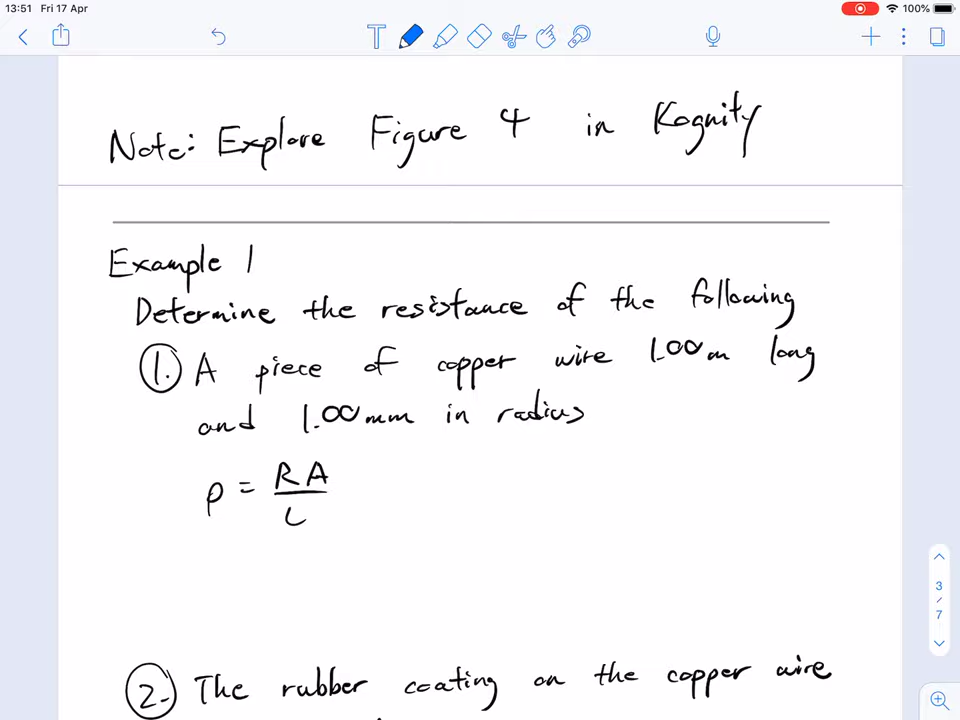 13:51 Fri 17 Apr 100%
Note: Explore Figure 4 in Kognity
Example 1
Determine the resistance of the following
1. A piece of copper wire 1.00m long
and 1.00mm in radius
ρ = RA/L
3
/
7
2. The rubber coating on the copper wire